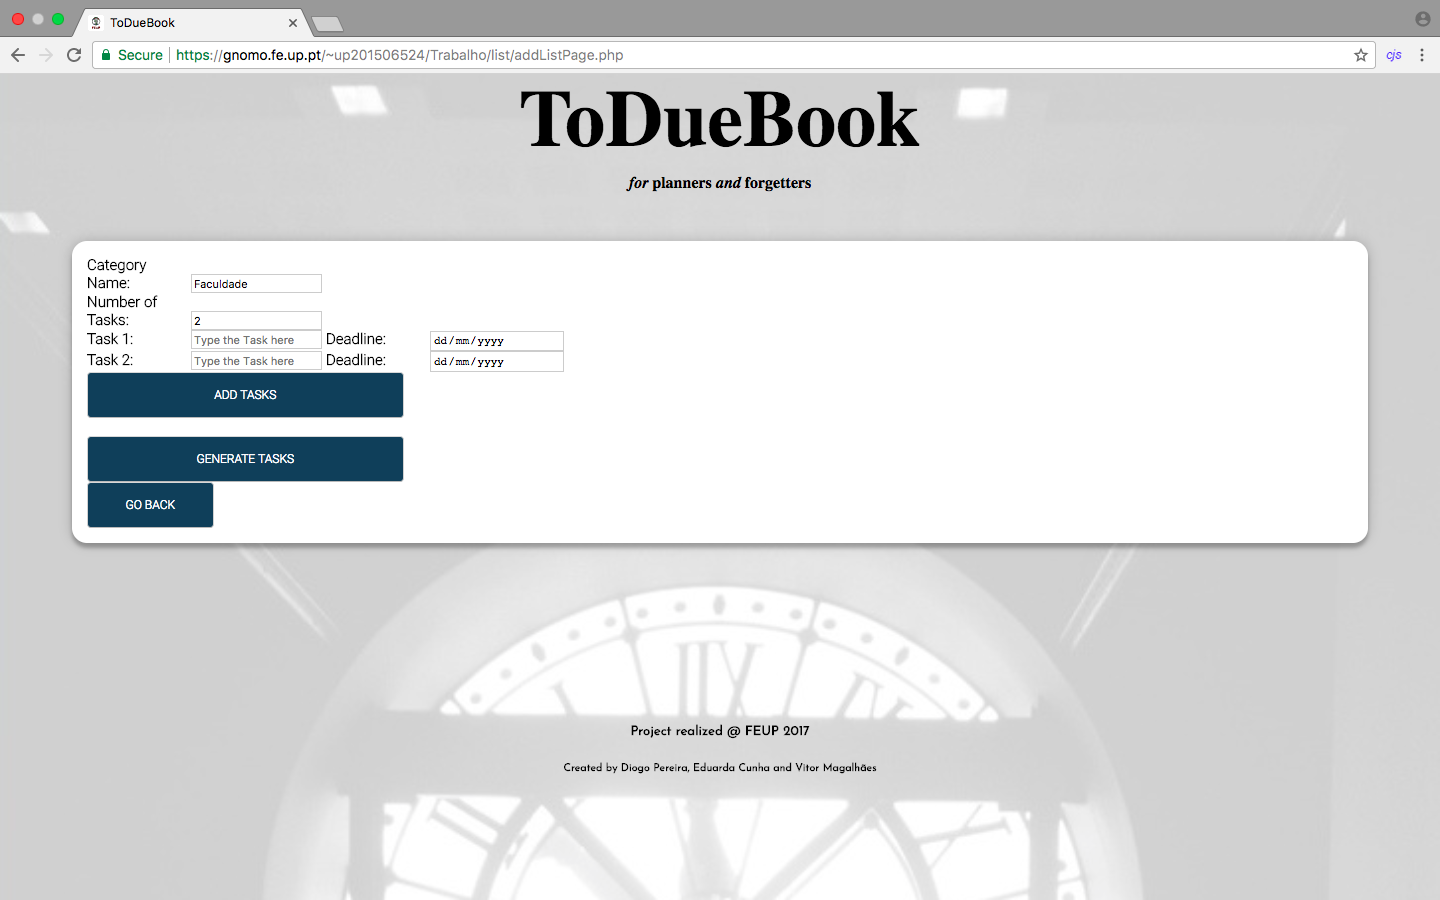 ToDueBook
Secure https://gnomo.fe.up.pt/~up201506524/Trabalho/list/addListPage.php cjs
ToDueBook
for planners and forgetters
Category
Name: Faculdade
Number of
Tasks: 2
Task 1: Type the Task here Deadline: dd/mm/yyyy
Task 2: Type the Task here Deadline: dd/mm/yyyy
ADD TASKS
GENERATE TASKS
GO BACK
Project realized @ FEUP 2017
Created by Diogo Pereira, Eduarda Cunha and Vitor Magalhães